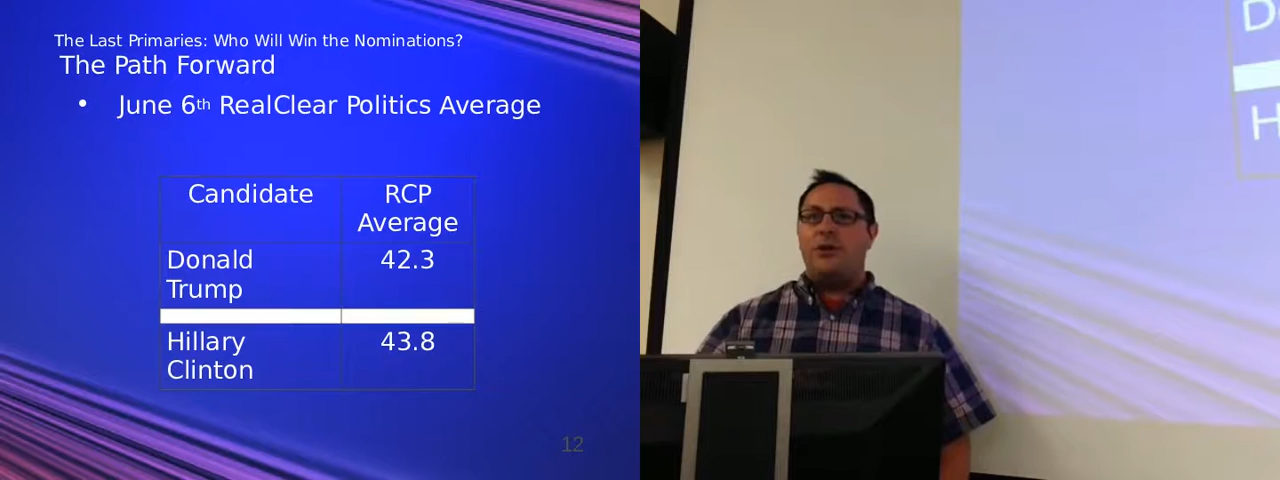 The Last Primaries: Who Will Win the Nominations?
The Path Forward
• June 6th RealClear Politics Average
Candidate RCP
Average
Donald
Trump 42.3
Hillary
Clinton 43.8
12
D
H